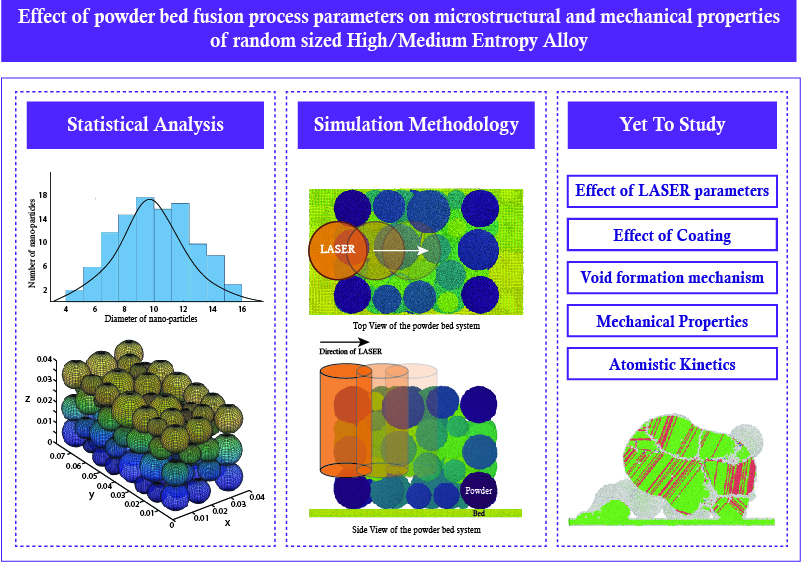 Effect of powder bed fusion process parameters on microstructural and mechanical properties
of random sized High/Medium Entropy Alloy
Statistical Analysis
Number of nano-particles
18
14
10
6
2
4 6 8 10 12 14 16
Diameter of nano-particles
0.04
0.03
0.02
0.01
0
z
0.07
0.06
0.05
0.04
0.03
0.02
0.01
0
y
0.01
0.02
0.03
0.04
x
Simulation Methodology
LASER
Top View of the powder bed system
Direction of LASER
Powder
Bed
Side View of the powder bed system
Yet To Study
Effect of LASER parameters
Effect of Coating
Void formation mechanism
Mechanical Properties
Atomistic Kinetics